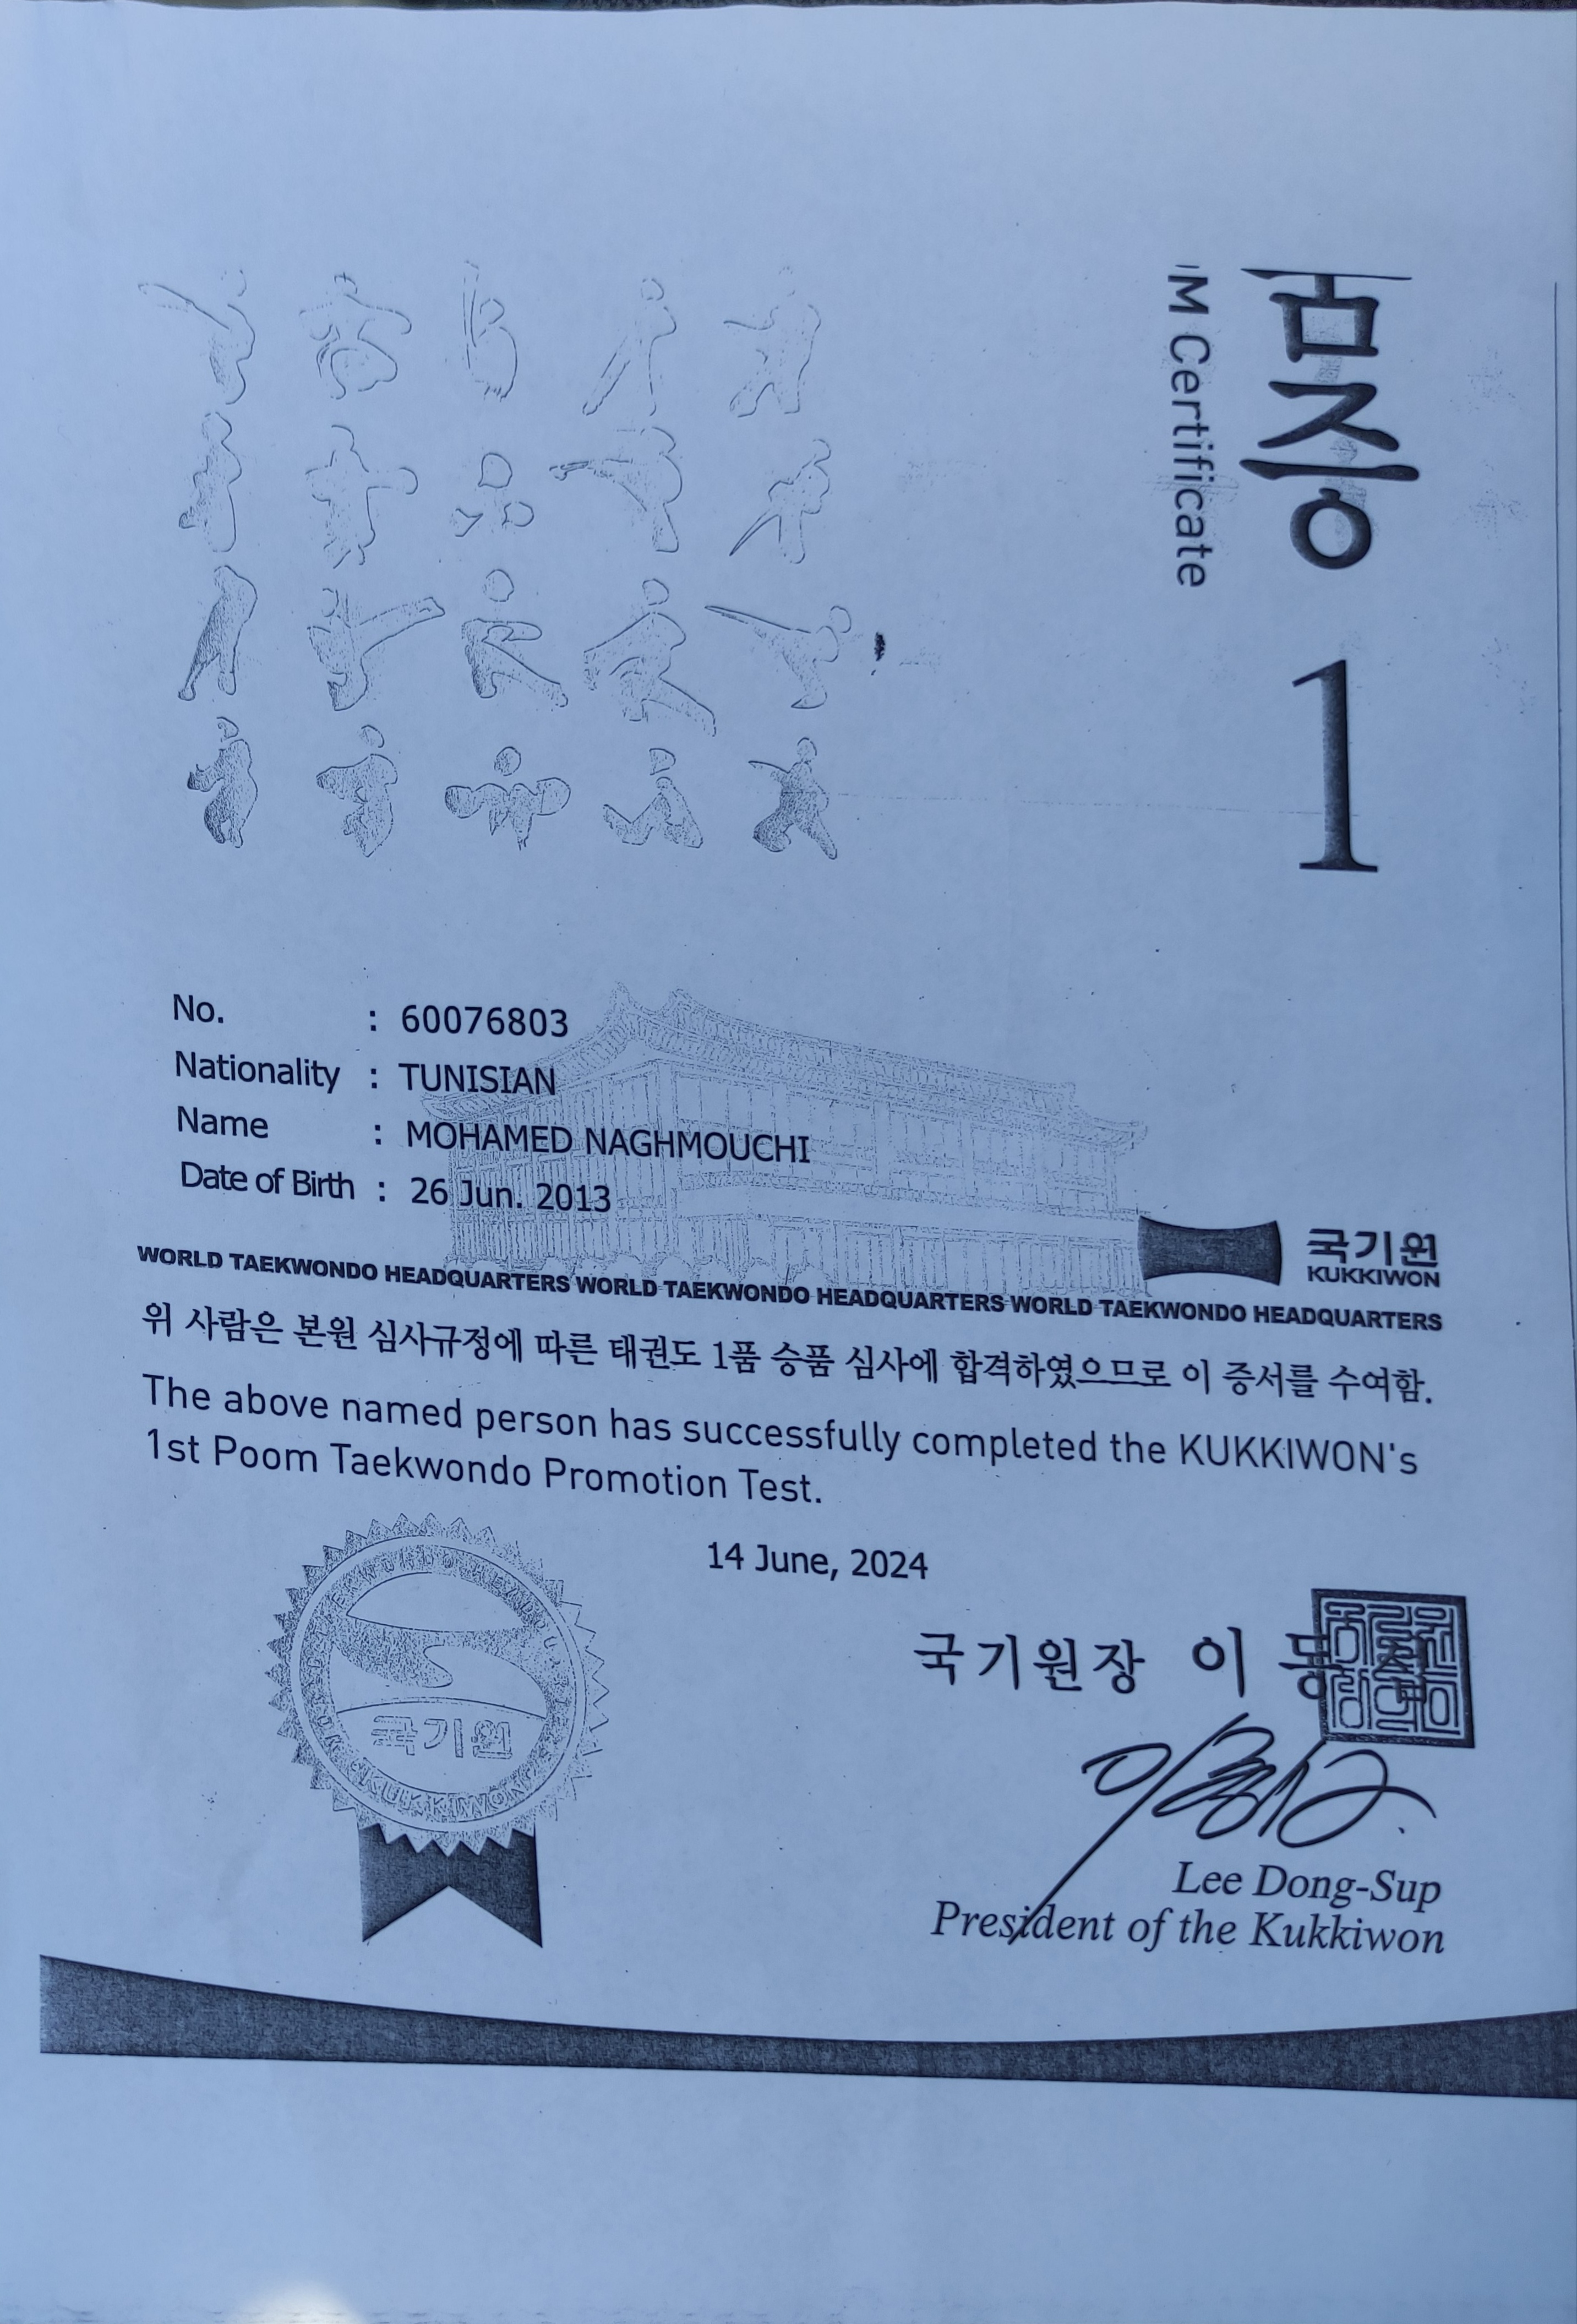 품증
M Certificate
1
No. : 60076803
Nationality : TUNISIAN
Name : MOHAMED NAGHMOUCHI
Date of Birth : 26 Jun. 2013
국기원
KUKKIWON
WORLD TAEKWONDO HEADQUARTERS WORLD TAEKWONDO HEADQUARTERS WORLD TAEKWONDO HEADQUARTERS
위 사람은 본원 심사규정에 따른 태권도 1품 승품 심사에 합격하였으므로 이 증서를 수여함.
The above named person has successfully completed the KUKKIWON's
1st Poom Taekwondo Promotion Test.
14 June, 2024
국기원
KUKKIWON
국기원장 이 동
Lee Dong-Sup
President of the Kukkiwon